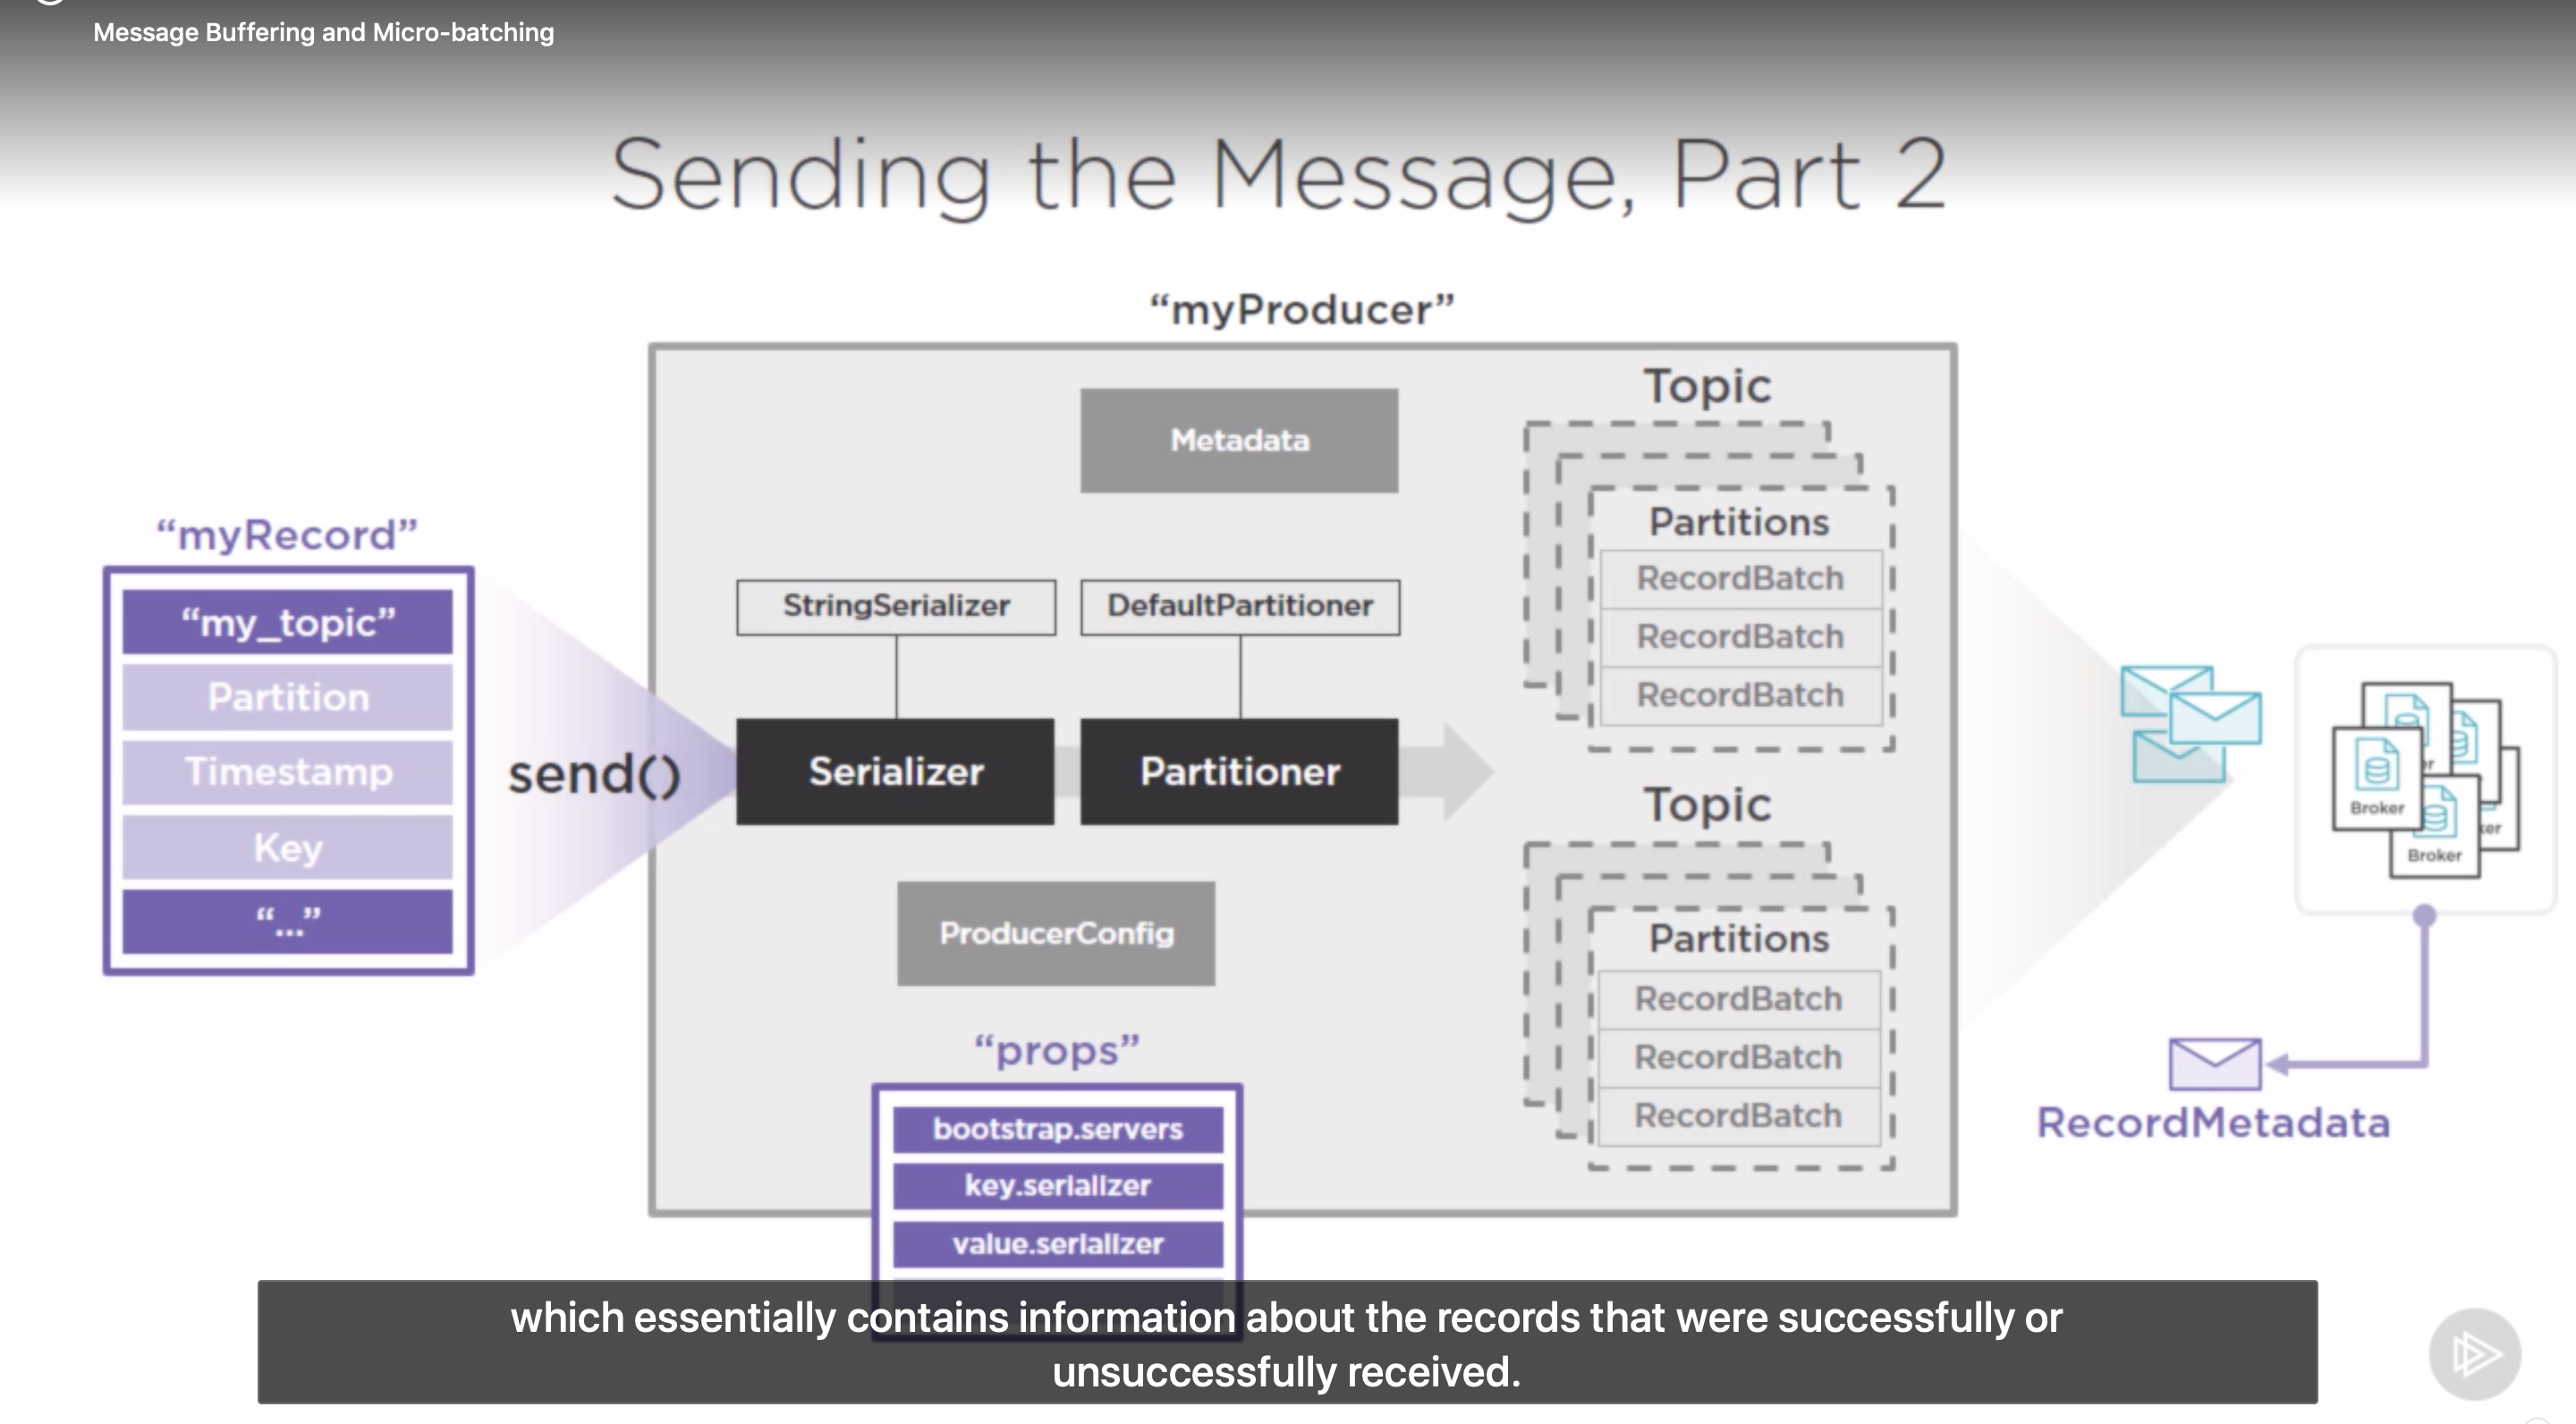 Message Buffering and Micro-batching
Sending the Message, Part 2
“myProducer”
“myRecord”
“my_topic”
Partition
Timestamp
Key
“...”
send()
Metadata
StringSerializer
DefaultPartitioner
Serializer
Partitioner
ProducerConfig
“props”
bootstrap.servers
key.serializer
value.serializer
Topic
Partitions
RecordBatch
RecordBatch
RecordBatch
Topic
Partitions
RecordBatch
RecordBatch
RecordBatch
Broker
Broker
RecordMetadata
which essentially contains information about the records that were successfully or
unsuccessfully received.